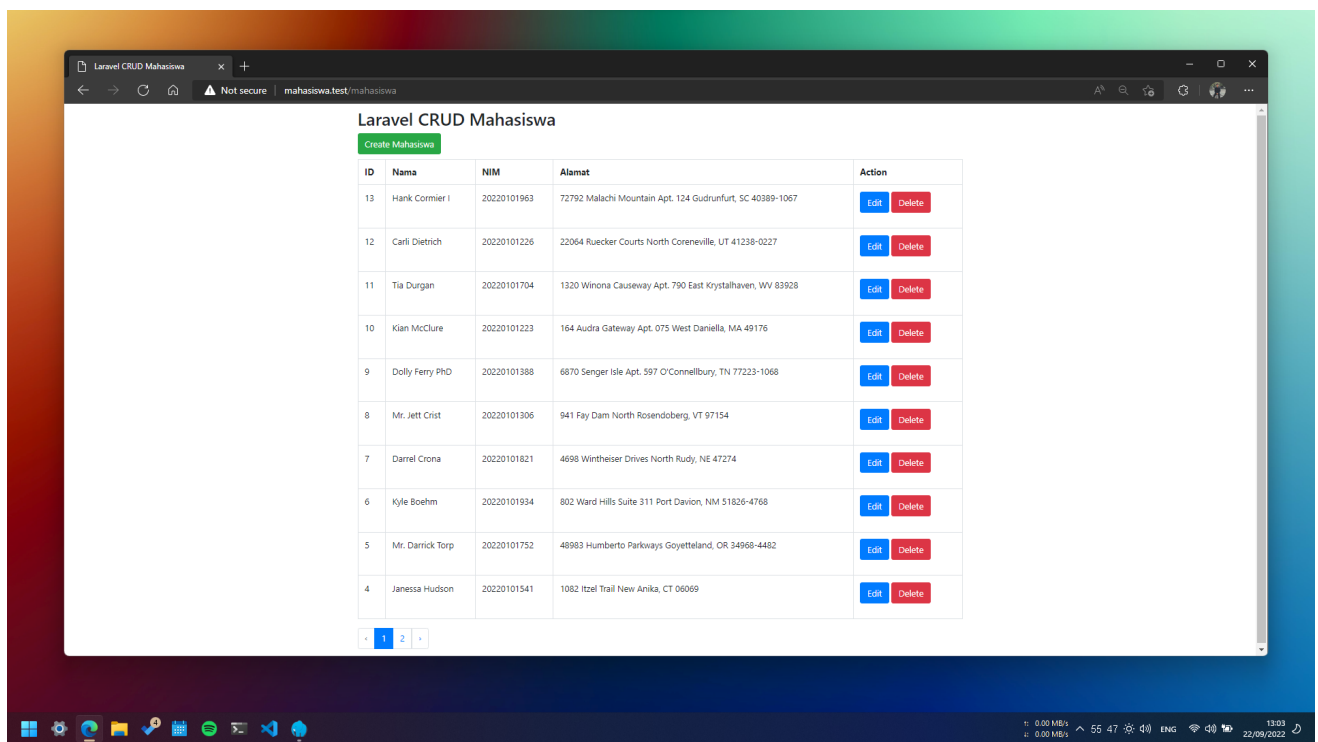 Laravel CRUD Mahasiswa
Not secure mahasiswa.test/mahasiswa
Laravel CRUD Mahasiswa
Create Mahasiswa
ID Nama NIM Alamat Action
13 Hank Cormier I 20220101963 72792 Malachi Mountain Apt. 124 Gudrunfurt, SC 40389-1067 Edit Delete
12 Carli Dietrich 20220101226 22064 Ruecker Courts North Coreneville, UT 41238-0227 Edit Delete
11 Tia Durgan 20220101704 1320 Winona Causeway Apt. 790 East Krystalhaven, WV 83928 Edit Delete
10 Kian McClure 20220101223 164 Audra Gateway Apt. 075 West Daniella, MA 49176 Edit Delete
9 Dolly Ferry PhD 20220101388 6870 Senger Isle Apt. 597 O'Connellbury, TN 77223-1068 Edit Delete
8 Mr. Jett Crist 20220101306 941 Fay Dam North Rosendoberg, VT 97154 Edit Delete
7 Darrel Crona 20220101821 4698 Wintheiser Drives North Rudy, NE 47274 Edit Delete
6 Kyle Boehm 20220101934 802 Ward Hills Suite 311 Port Davion, NM 51826-4768 Edit Delete
5 Mr. Darrick Torp 20220101752 48983 Humberto Parkways Goyetteland, OR 34968-4482 Edit Delete
4 Janessa Hudson 20220101541 1082 Itzel Trail New Anika, CT 06069 Edit Delete
‹ 1 2 ›
4
0.00 MB/s
0.00 MB/s
55 47 ENG
13:03
22/09/2022